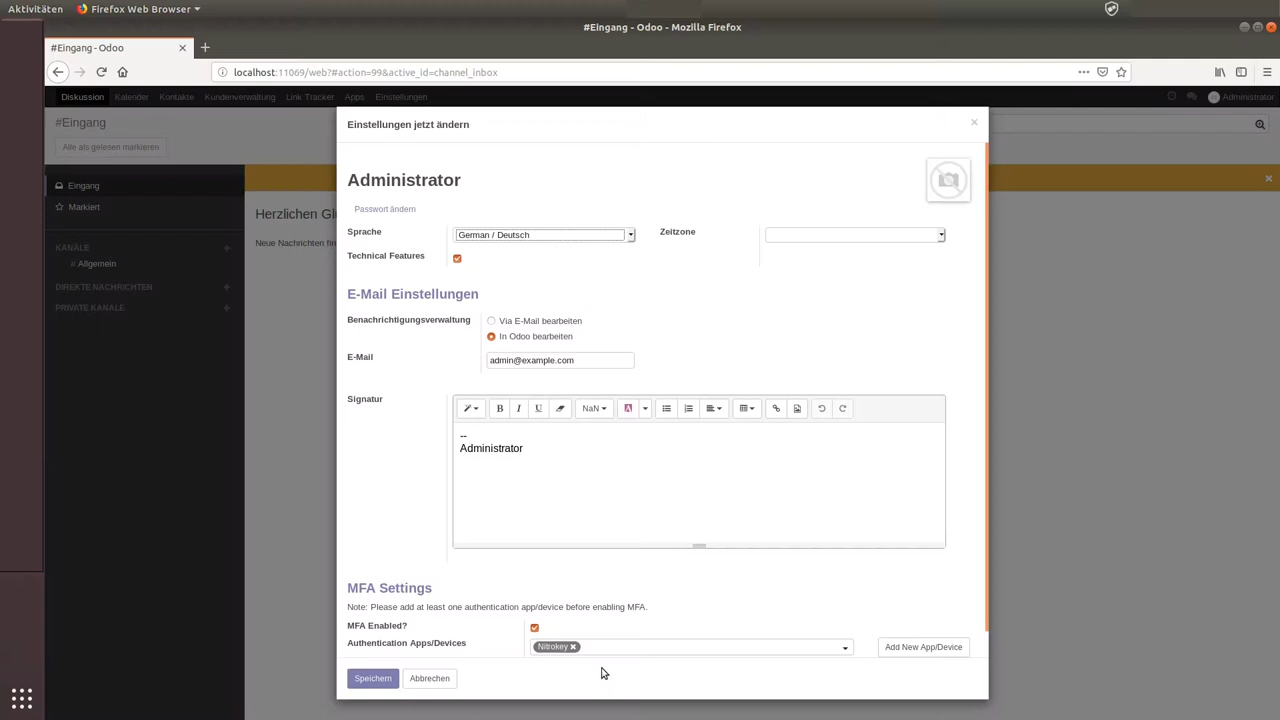 Aktivitäten Firefox Web Browser
#Eingang - Odoo - Mozilla Firefox
#Eingang - Odoo
localhost:11069/web?#action=99&active_id=channel_inbox
Diskussion Kalender Kontakte Kundenverwaltung Link Tracker Apps Einstellungen Administrator
#Eingang
Alle als gelesen markieren
Eingang
Markiert
KANÄLE
# Allgemein
DIREKTE NACHRICHTEN
PRIVATE KANALE
Herzlichen Gl
Neue Nachrichten fin
Einstellungen jetzt ändern
Administrator
Passwort ändern
Sprache German / Deutsch Zeitzone
Technical Features
E-Mail Einstellungen
Benachrichtigungsverwaltung Via E-Mail bearbeiten
In Odoo bearbeiten
E-Mail admin@example.com
Signatur
B I U NaN A
--
Administrator
MFA Settings
Note: Please add at least one authentication app/device before enabling MFA.
MFA Enabled?
Authentication Apps/Devices Nitrokey Add New App/Device
Speichern Abbrechen